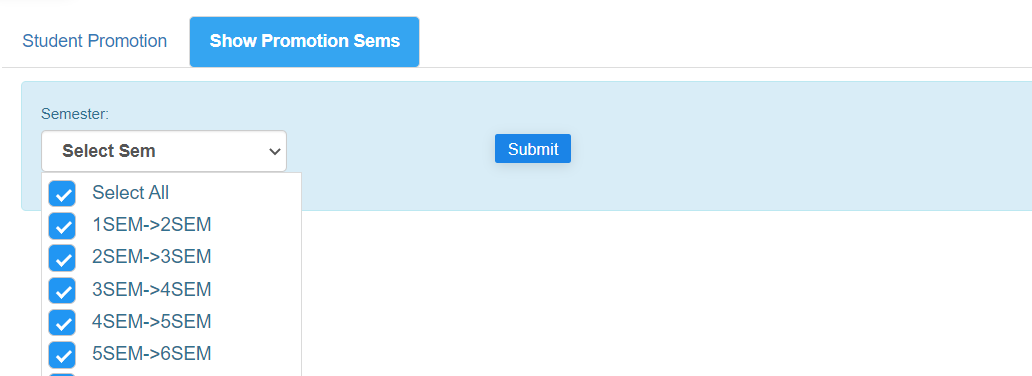 Student Promotion
Show Promotion Sems
Semester:
Select Sem
Submit
Select All
1SEM->2SEM
2SEM->3SEM
3SEM->4SEM
4SEM->5SEM
5SEM->6SEM